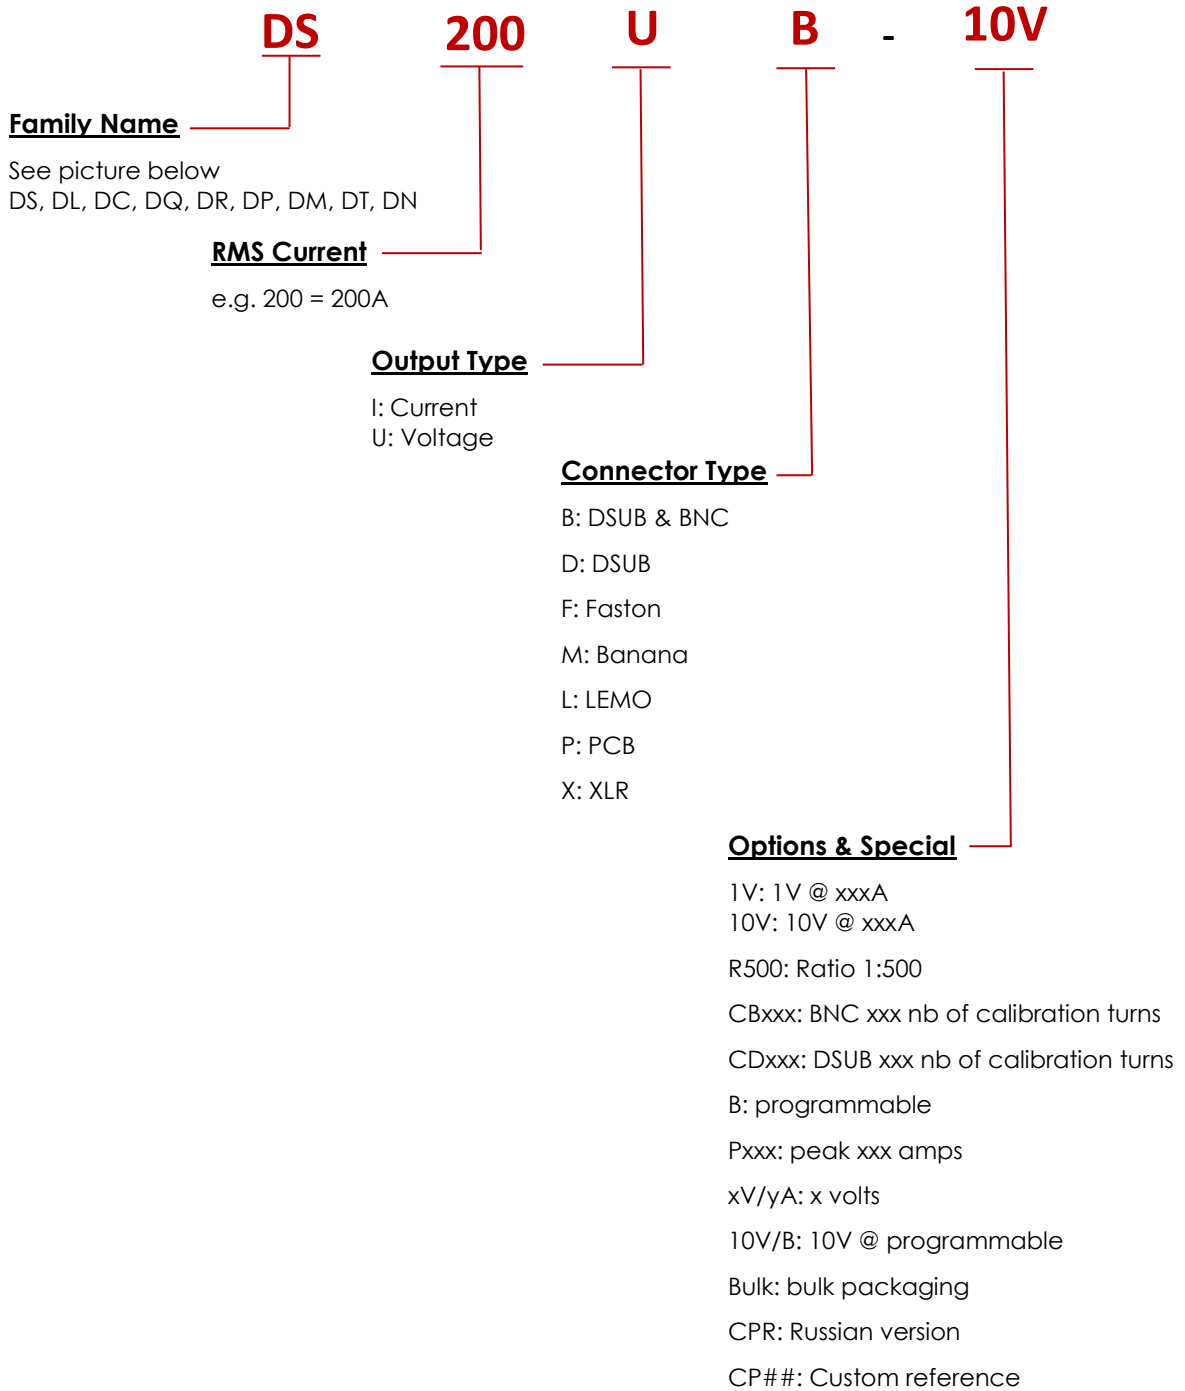 DS 200 U B - 10V
Family Name
See picture below
DS, DL, DC, DQ, DR, DP, DM, DT, DN
RMS Current
e.g. 200 = 200A
Output Type
I: Current
U: Voltage
Connector Type
B: DSUB & BNC
D: DSUB
F: Faston
M: Banana
L: LEMO
P: PCB
X: XLR
Options & Special
1V: 1V @ xxxA
10V: 10V @ xxxA
R500: Ratio 1:500
CBxxx: BNC xxx nb of calibration turns
CDxxx: DSUB xxx nb of calibration turns
B: programmable
Pxxx: peak xxx amps
xV/yA: x volts
10V/B: 10V @ programmable
Bulk: bulk packaging
CPR: Russian version
CP##: Custom reference